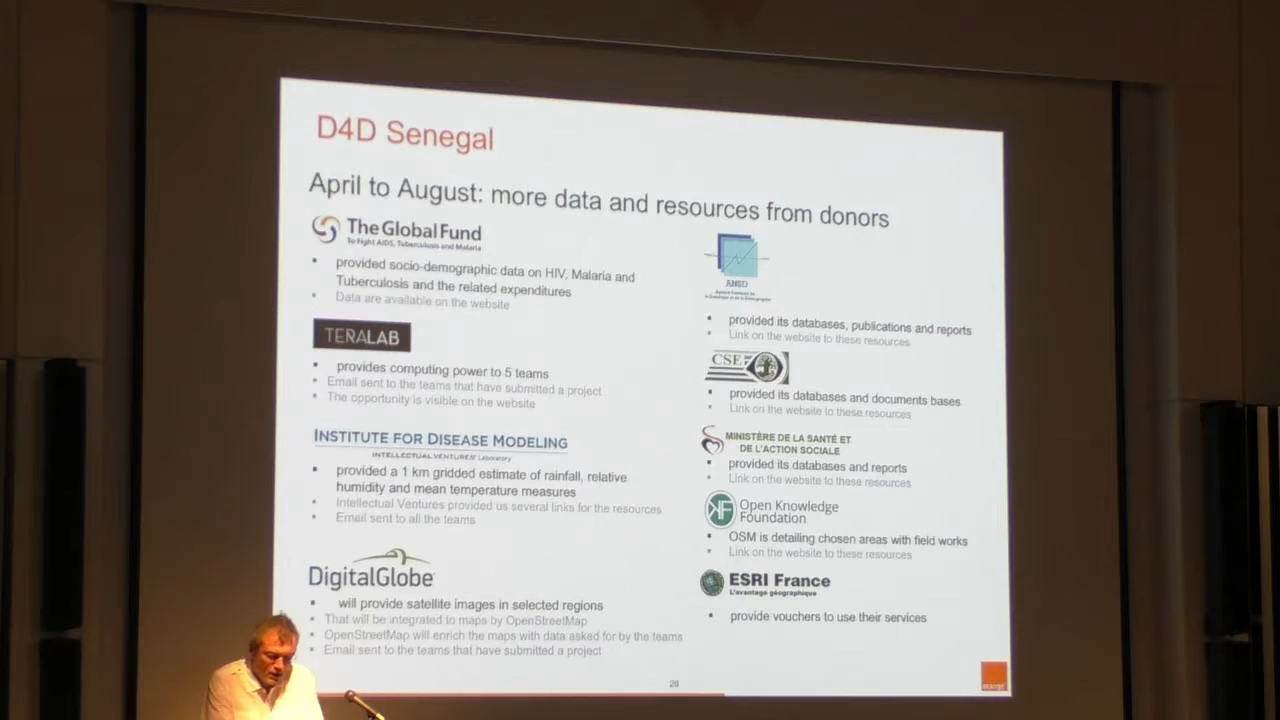 D4D Senegal
April to August: more data and resources from donors
The Global Fund
To Fight AIDS, Tuberculosis and Malaria
provided socio-demographic data on HIV, Malaria and
Tuberculosis and the related expenditures
Data are available on the website
TERALAB
provides computing power to 5 teams
Email sent to the teams that have submitted a project
The opportunity is visible on the website
INSTITUTE FOR DISEASE MODELING
INTELLECTUAL VENTURES Laboratory
provided a 1 km gridded estimate of rainfall, relative
humidity and mean temperature measures
Intellectual Ventures provided us several links for the resources
Email sent to all the teams
DigitalGlobe
will provide satellite images in selected regions
That will be integrated to maps by OpenStreetMap
OpenStreetMap will enrich the maps with data asked for by the teams
Email sent to the teams that have submitted a project
ANSD
provided its databases, publications and reports
Link on the website to these resources
CSE
provided its databases and documents bases
Link on the website to these resources
MINISTÈRE DE LA SANTÉ ET
DE L'ACTION SOCIALE
provided its databases and reports
Link on the website to these resources
KF Open Knowledge
Foundation
OSM is detailing chosen areas with field works
Link on the website to these resources
ESRI France
L'avantage géographique
provide vouchers to use their services
28
orange